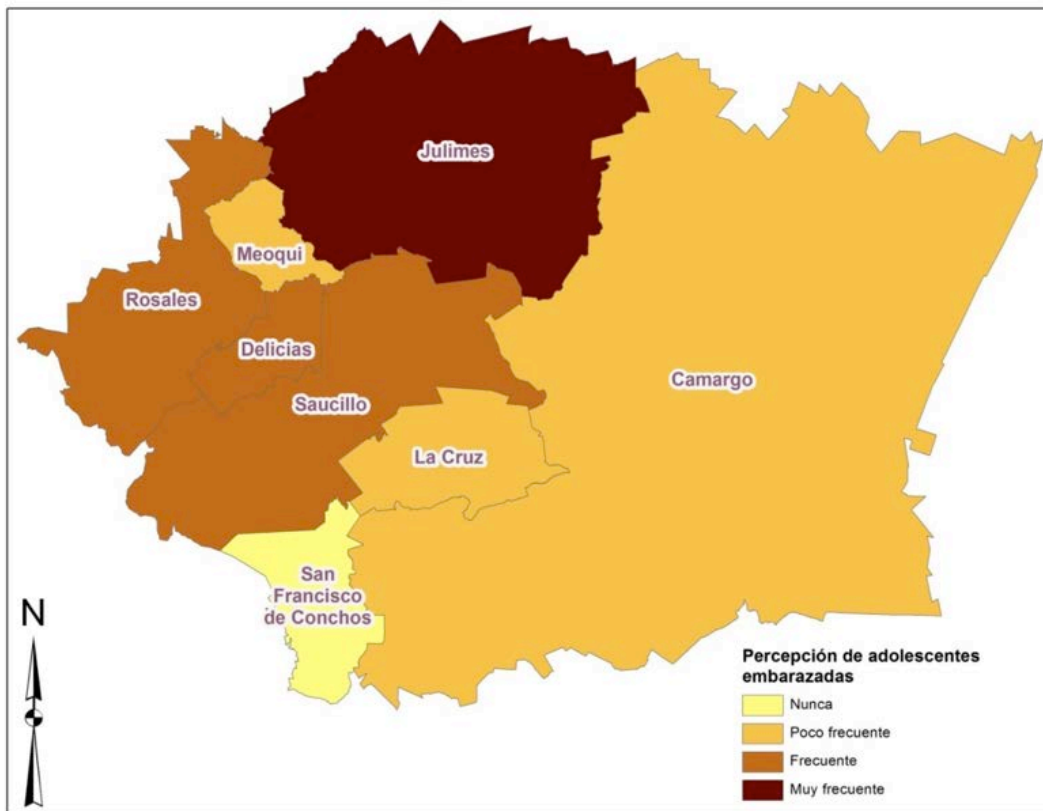 Julimes
Meoqui
Rosales
Delicias
Camargo
Saucillo
La Cruz
San
Francisco
de Conchos
N
Percepción de adolescentes
embarazadas
Nunca
Poco frecuente
Frecuente
Muy frecuente